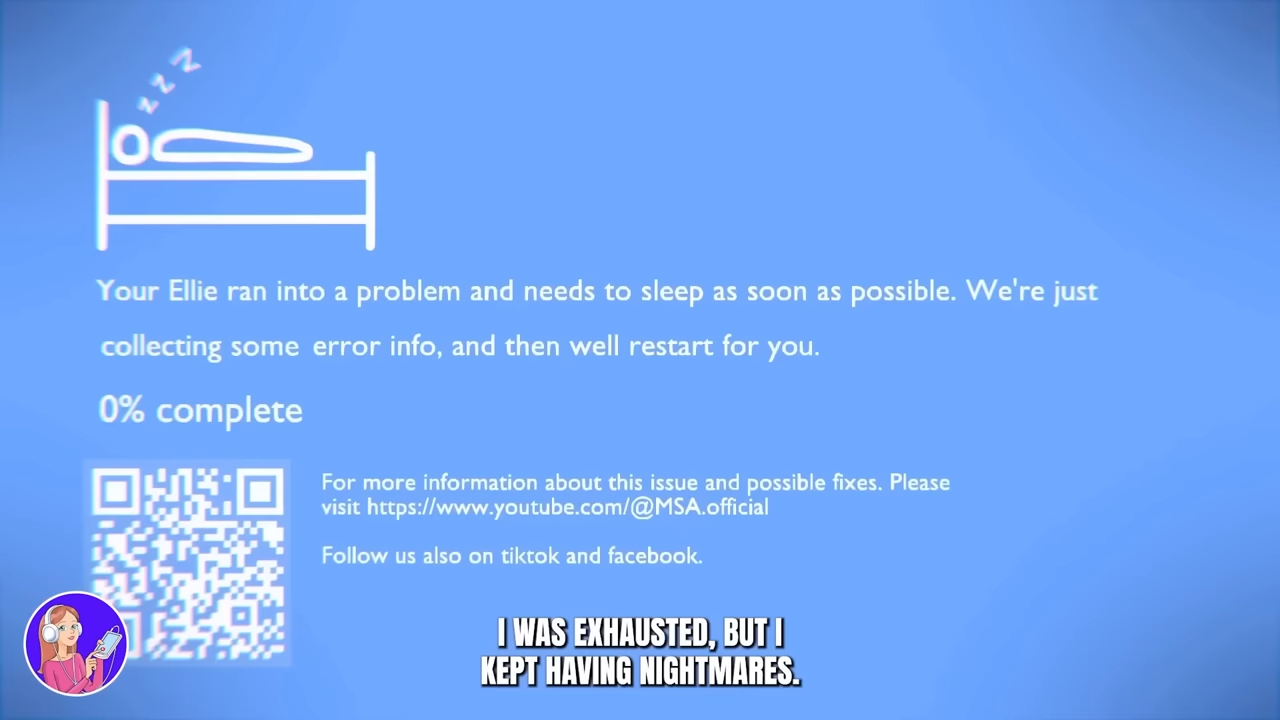 z z z
Your Ellie ran into a problem and needs to sleep as soon as possible. We're just
collecting some error info, and then well restart for you.
0% complete
For more information about this issue and possible fixes. Please
visit https://www.youtube.com/@MSA.official
Follow us also on tiktok and facebook.
I WAS EXHAUSTED, BUT I
KEPT HAVING NIGHTMARES.